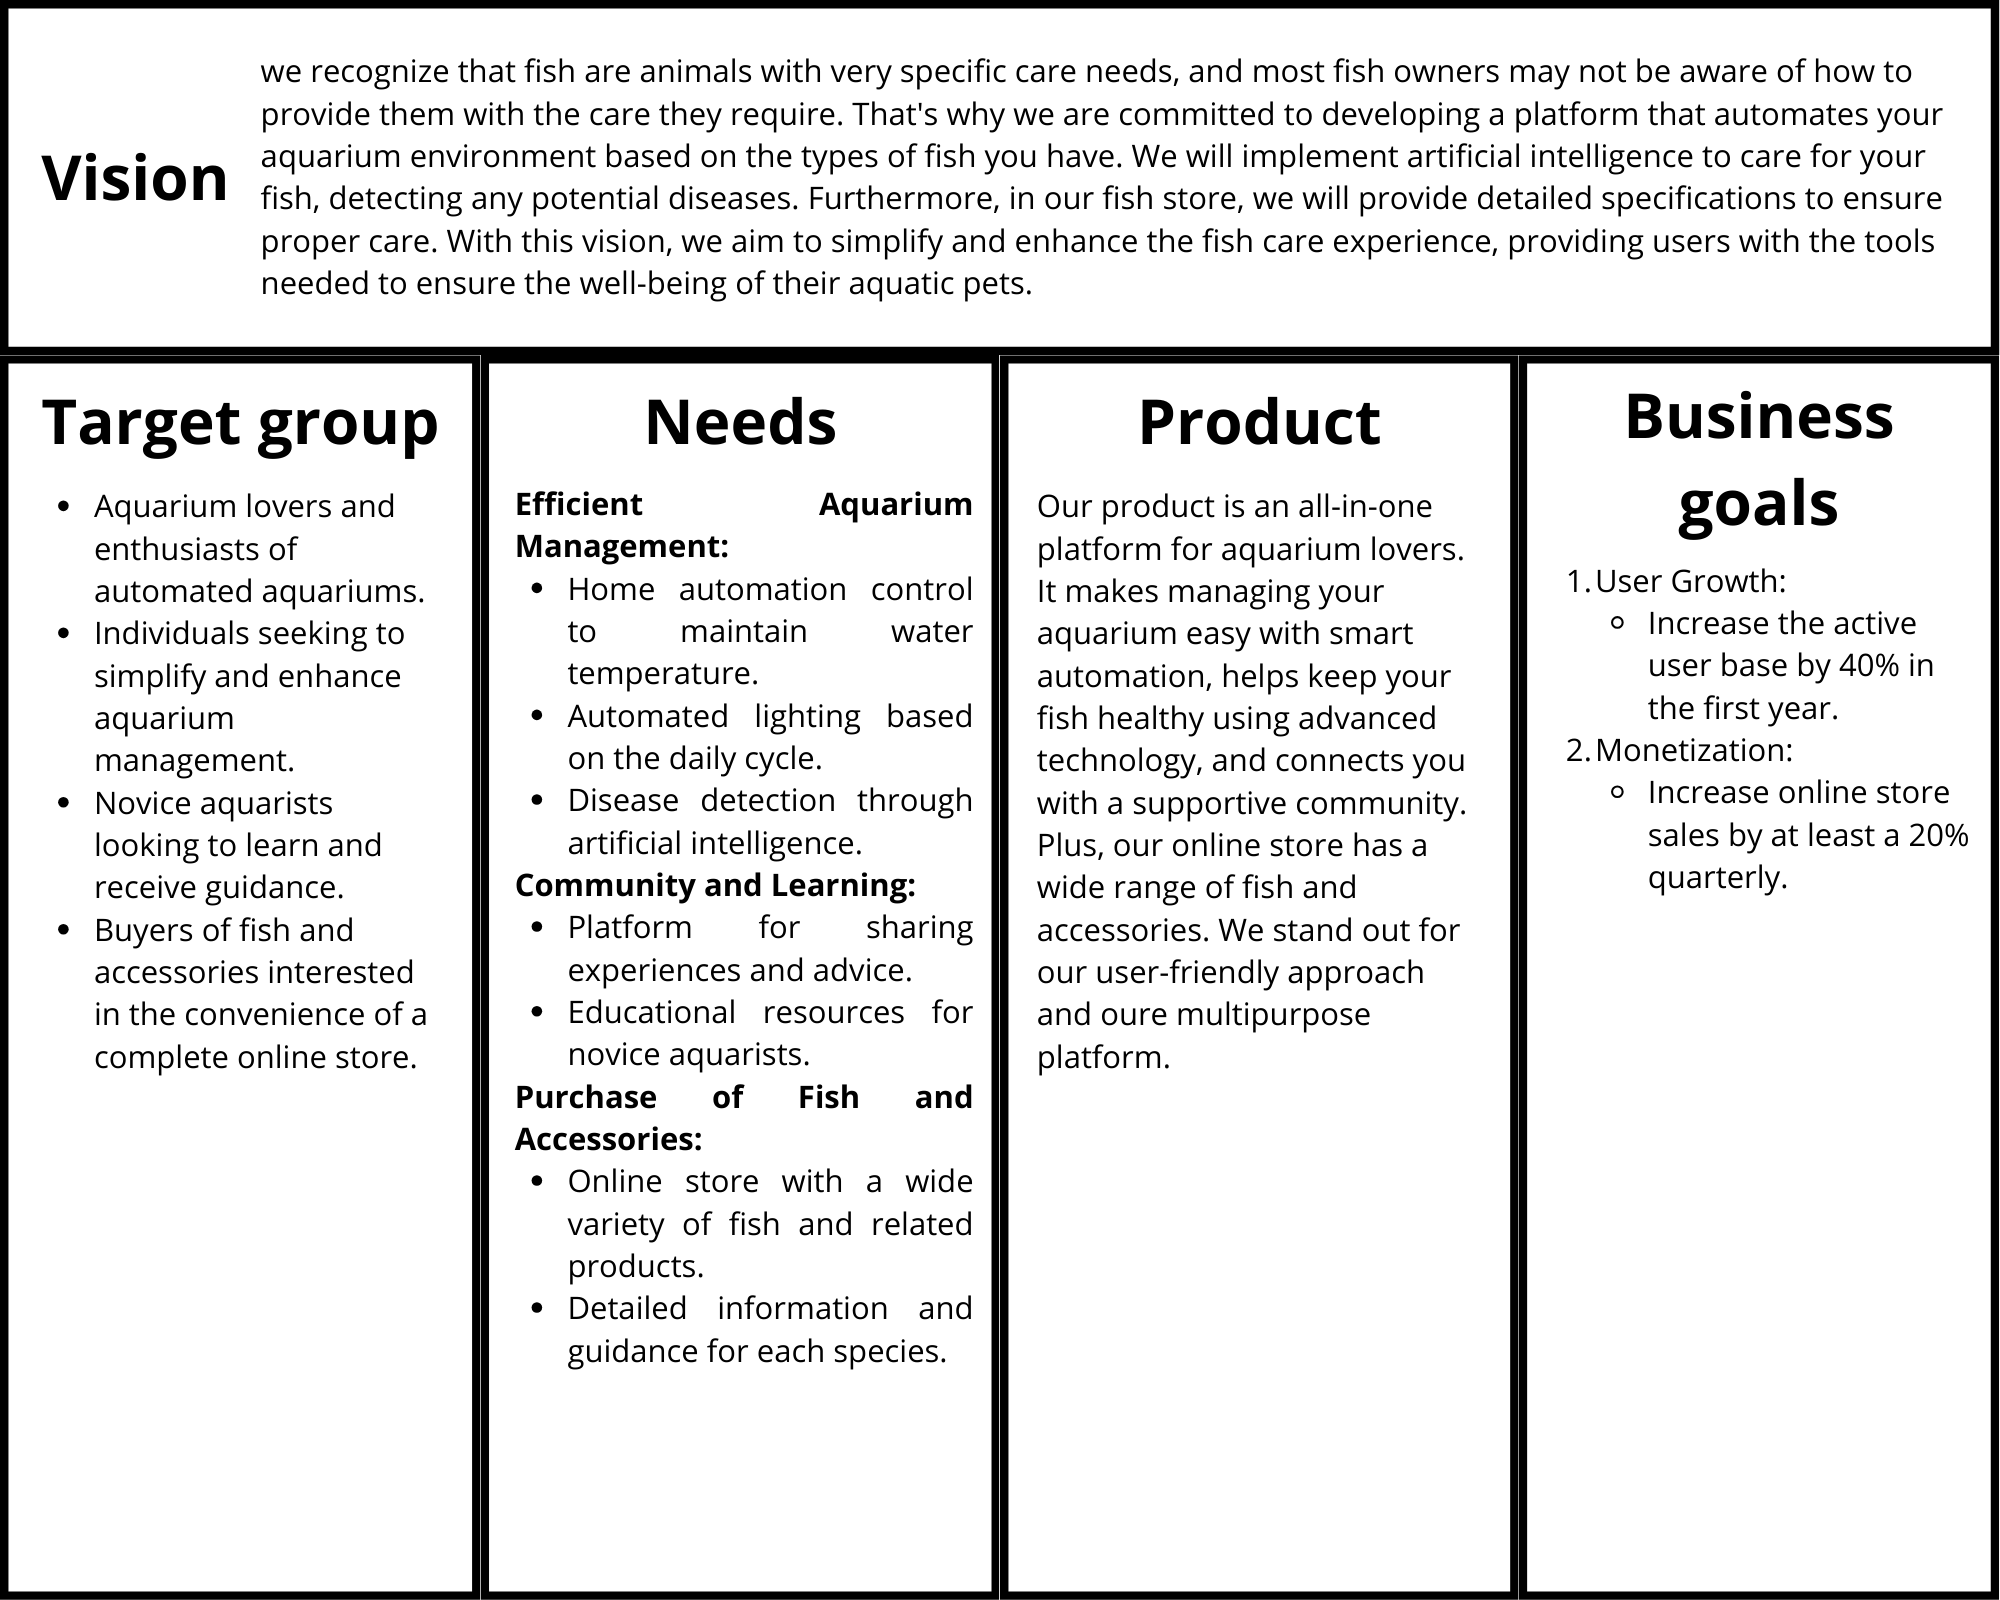 Vision
we recognize that fish are animals with very specific care needs, and most fish owners may not be aware of how to
provide them with the care they require. That's why we are committed to developing a platform that automates your
aquarium environment based on the types of fish you have. We will implement artificial intelligence to care for your
fish, detecting any potential diseases. Furthermore, in our fish store, we will provide detailed specifications to ensure
proper care. With this vision, we aim to simplify and enhance the fish care experience, providing users with the tools
needed to ensure the well-being of their aquatic pets.
Target group
• Aquarium lovers and
enthusiasts of
automated aquariums.
• Individuals seeking to
simplify and enhance
aquarium
management.
• Novice aquarists
looking to learn and
receive guidance.
• Buyers of fish and
accessories interested
in the convenience of a
complete online store.
Needs
Efficient Aquarium
Management:
• Home automation control
to maintain water
temperature.
• Automated lighting based
on the daily cycle.
• Disease detection through
artificial intelligence.
Community and Learning:
• Platform for sharing
experiences and advice.
• Educational resources for
novice aquarists.
Purchase of Fish and
Accessories:
• Online store with a wide
variety of fish and related
products.
• Detailed information and
guidance for each species.
Product
Our product is an all-in-one
platform for aquarium lovers.
It makes managing your
aquarium easy with smart
automation, helps keep your
fish healthy using advanced
technology, and connects you
with a supportive community.
Plus, our online store has a
wide range of fish and
accessories. We stand out for
our user-friendly approach
and oure multipurpose
platform.
Business
goals
1. User Growth:
○ Increase the active
user base by 40% in
the first year.
2. Monetization:
○ Increase online store
sales by at least a 20%
quarterly.